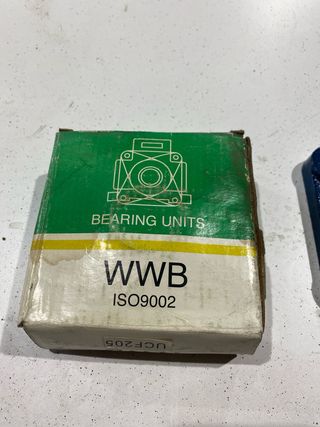 BEARING UNITS
WWB
ISO9002
UCF205